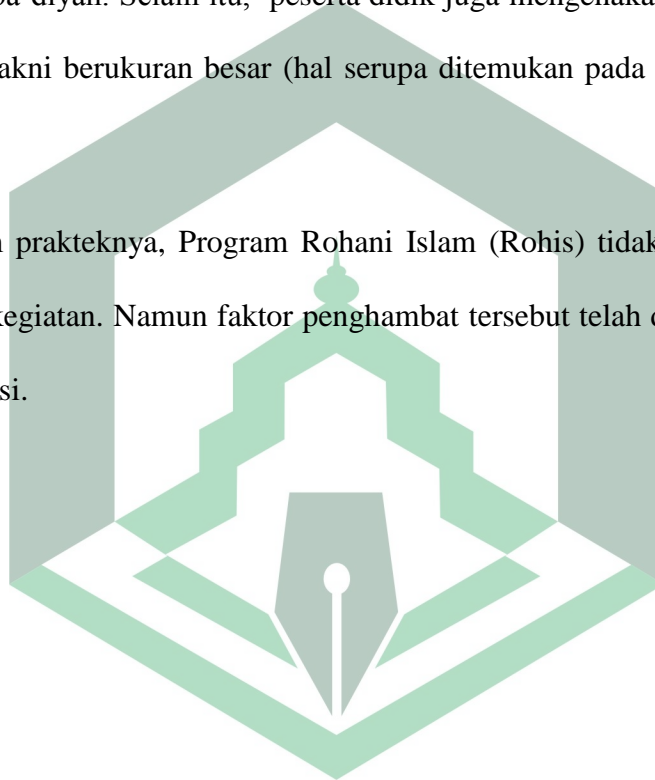 diyah. Selain itu, peserta didik juga mengenaka
akni berukuran besar (hal serupa ditemukan pada
prakteknya, Program Rohani Islam (Rohis) tidak
kegiatan. Namun faktor penghambat tersebut telah
si.